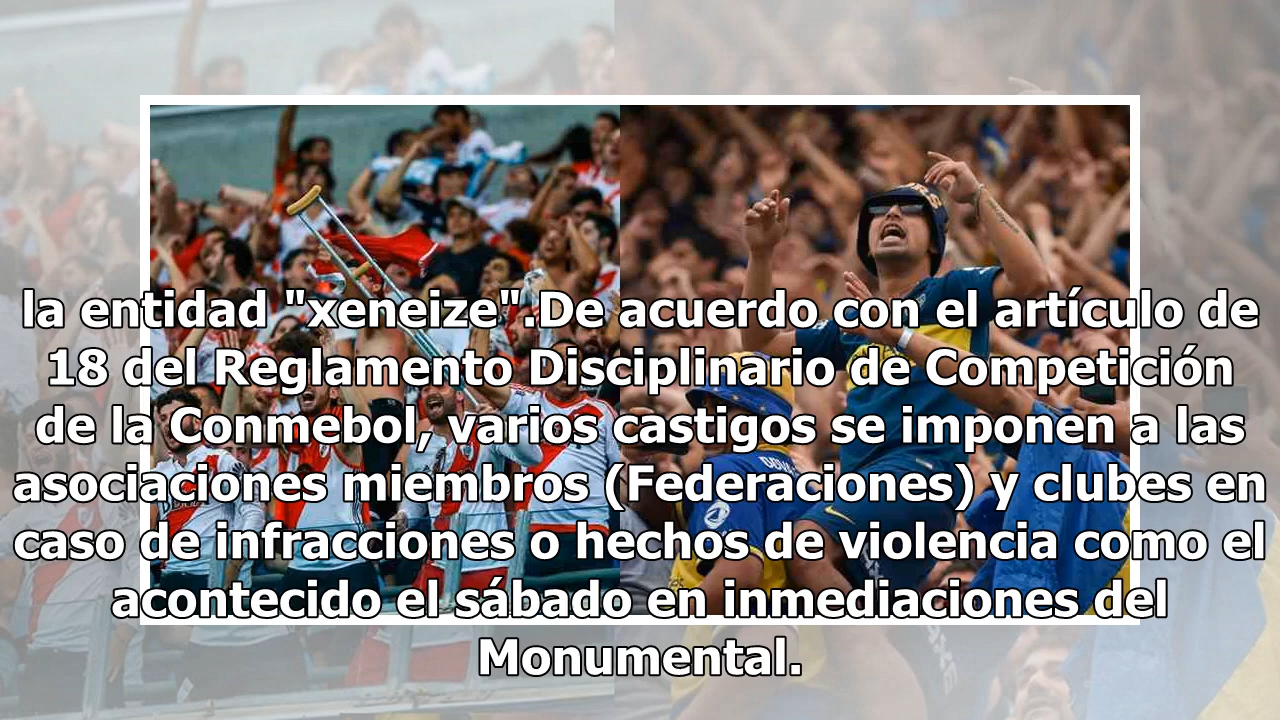 la entidad "xeneize".De acuerdo con el artículo de
18 del Reglamento Disciplinario de Competición
de la Conmebol, varios castigos se imponen a las
asociaciones miembros (Federaciones) y clubes en
caso de infracciones o hechos de violencia como el
acontecido el sábado en inmediaciones del
Monumental.